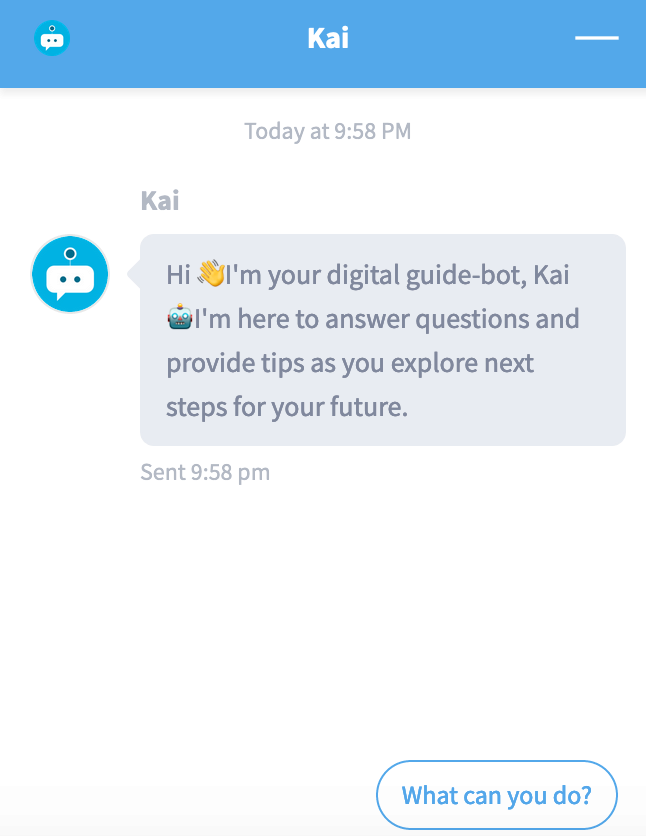 Kai
Today at 9:58 PM
Kai
Hi 👋I'm your digital guide-bot, Kai
🤖I'm here to answer questions and
provide tips as you explore next
steps for your future.
Sent 9:58 pm
What can you do?